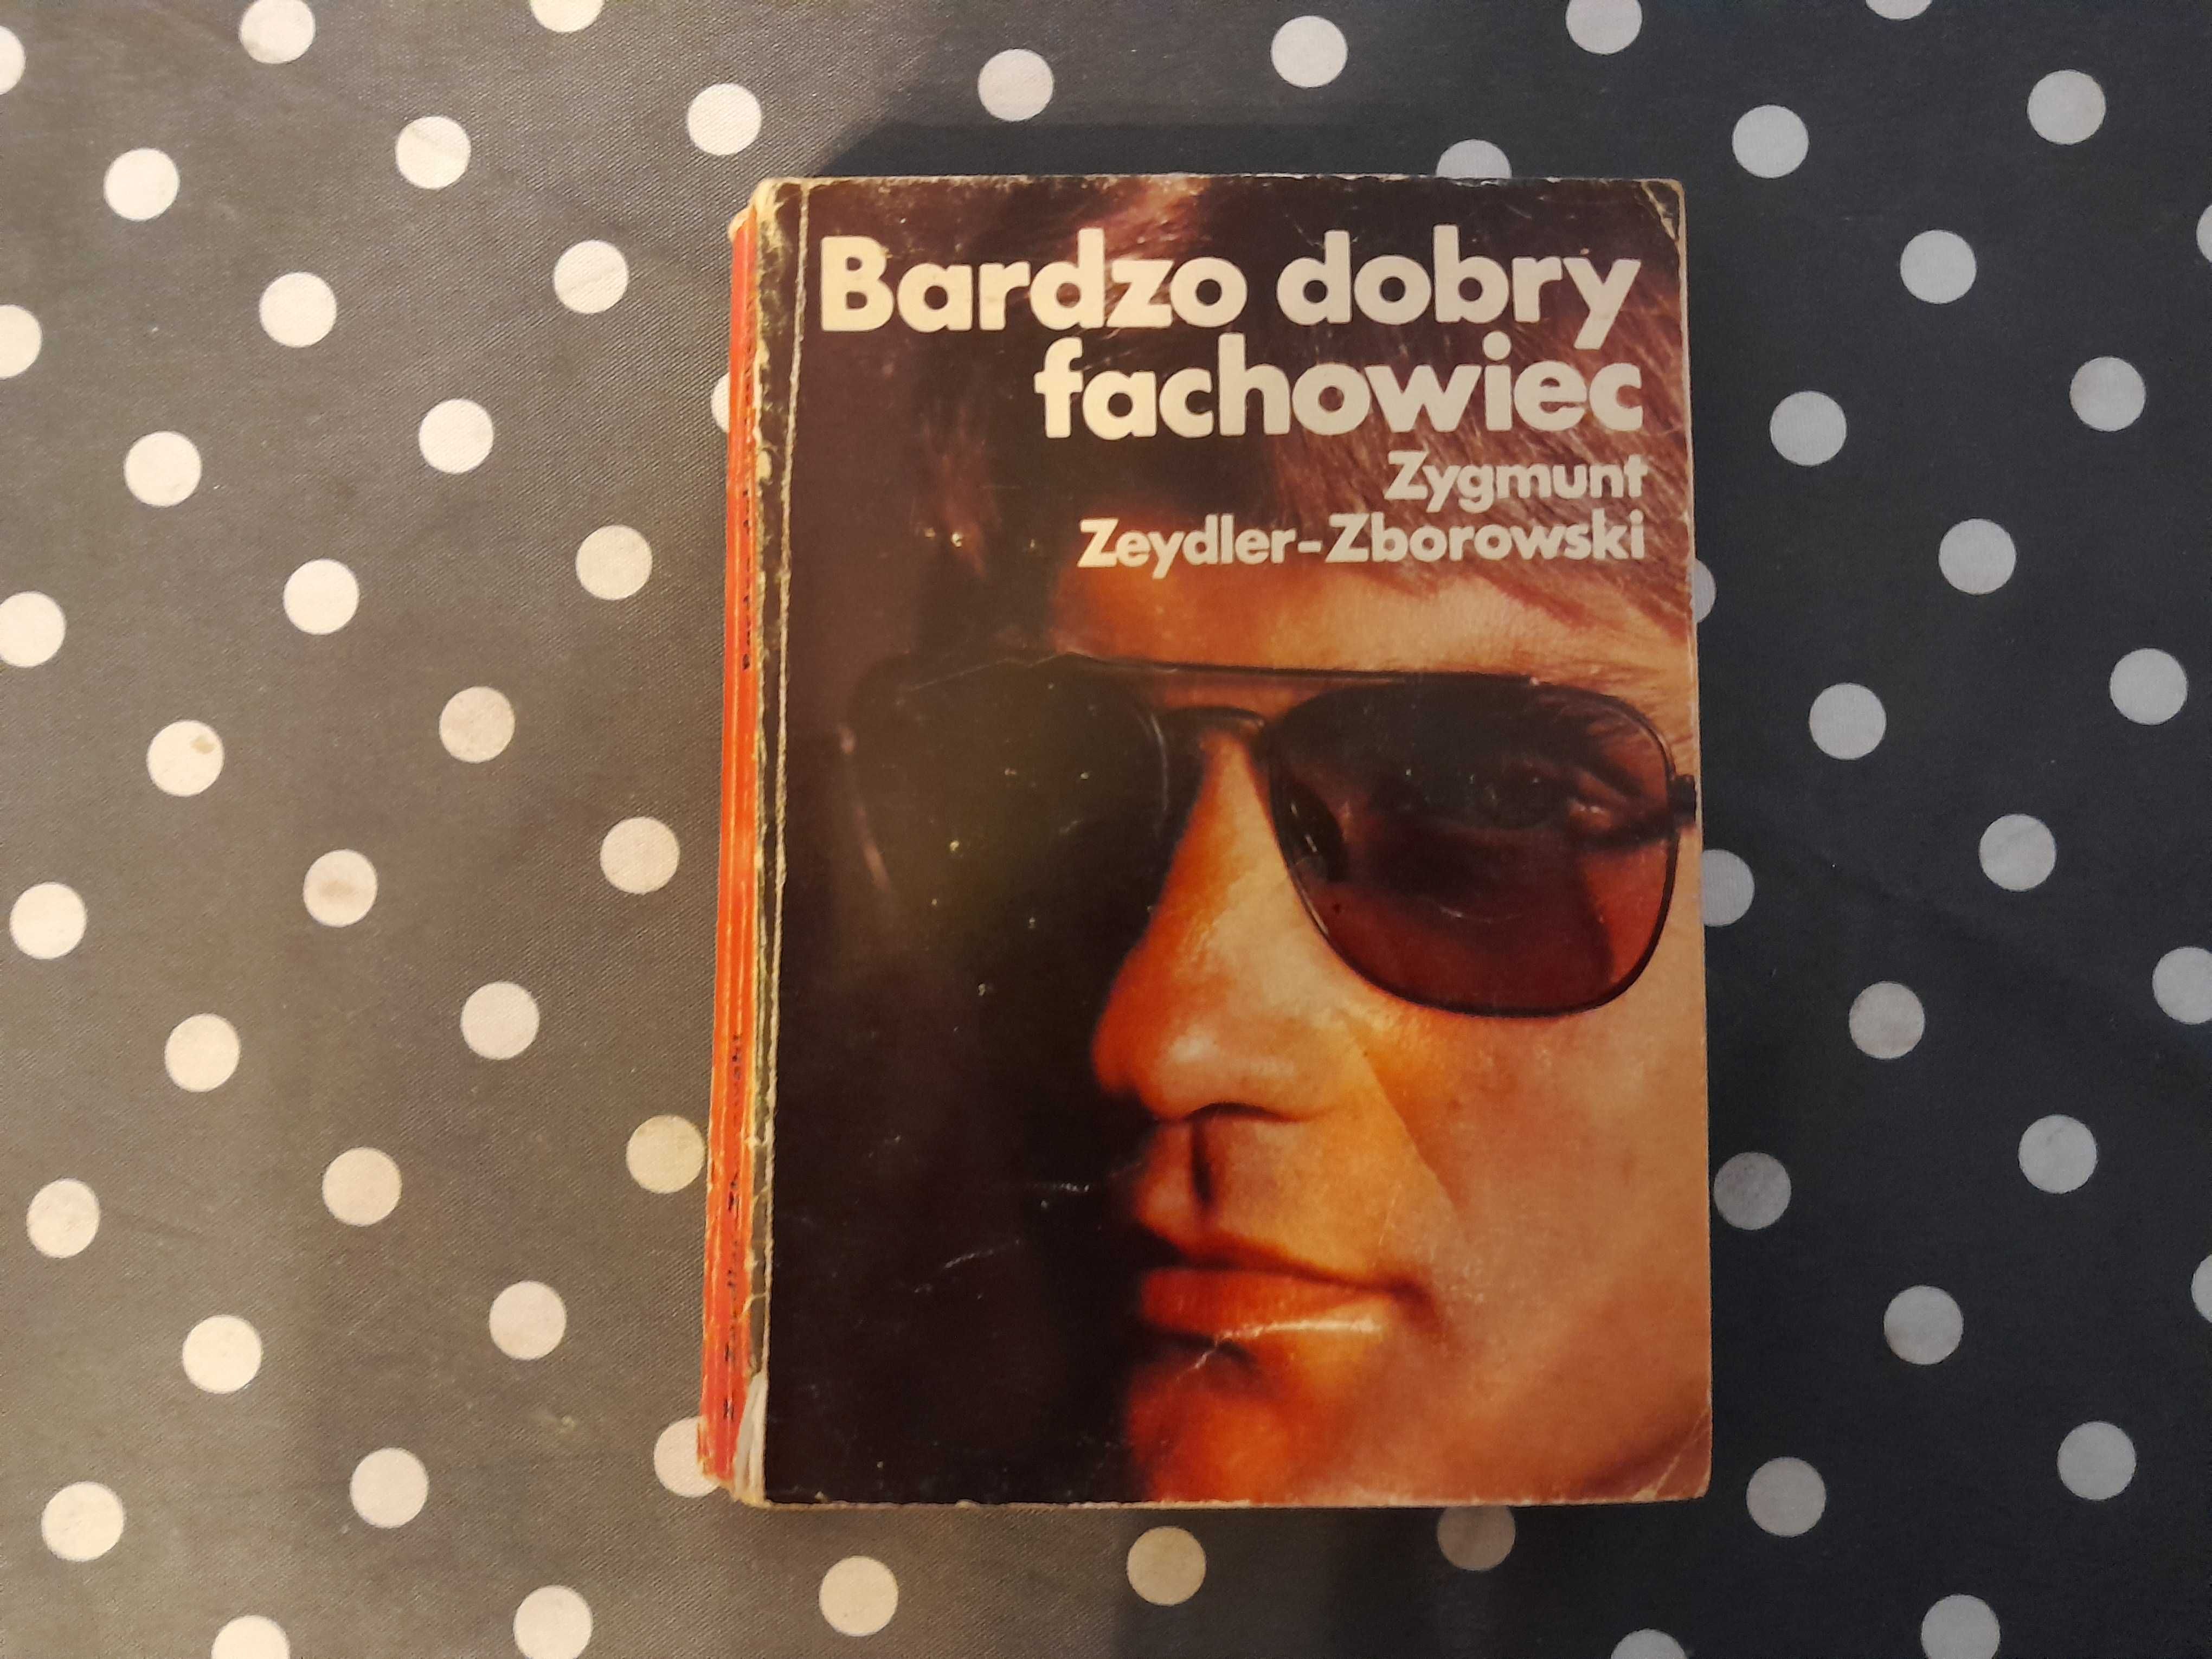 Bardzo dobry
fachowiec
Zygmunt
Zeydler-Zborowski